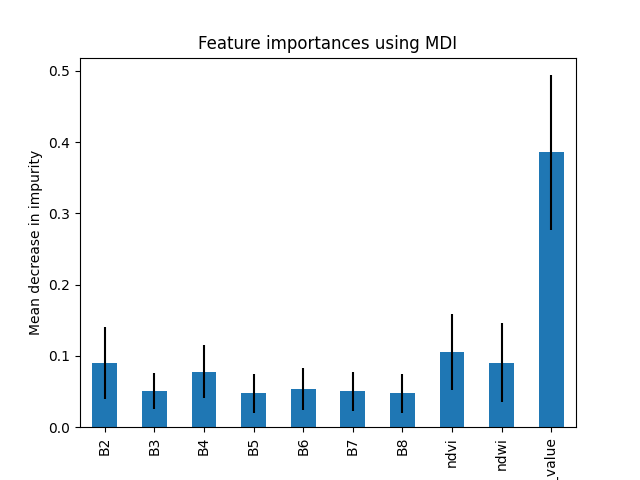 Feature importances using MDI
Mean decrease in impurity
0.5
0.4
0.3
0.2
0.1
0.0
B2
B3
B4
B5
B6
B7
B8
ndvi
ndwi
_value